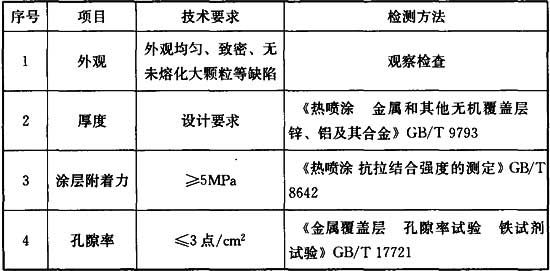 序号 项目 技术要求 检测方法
1 外观 外观均匀、致密、无未熔化大颗粒等缺陷 观察检查
2 厚度 设计要求 《热喷涂 金属和其他无机覆盖层 锌、铝及其合金》GB/T 9793
3 涂层附着力 ≥5MPa 《热喷涂 抗拉结合强度的测定》GB/T 8642
4 孔隙率 ≤3点/cm² 《金属覆盖层 孔隙率试验 铁试剂试验》GB/T 17721